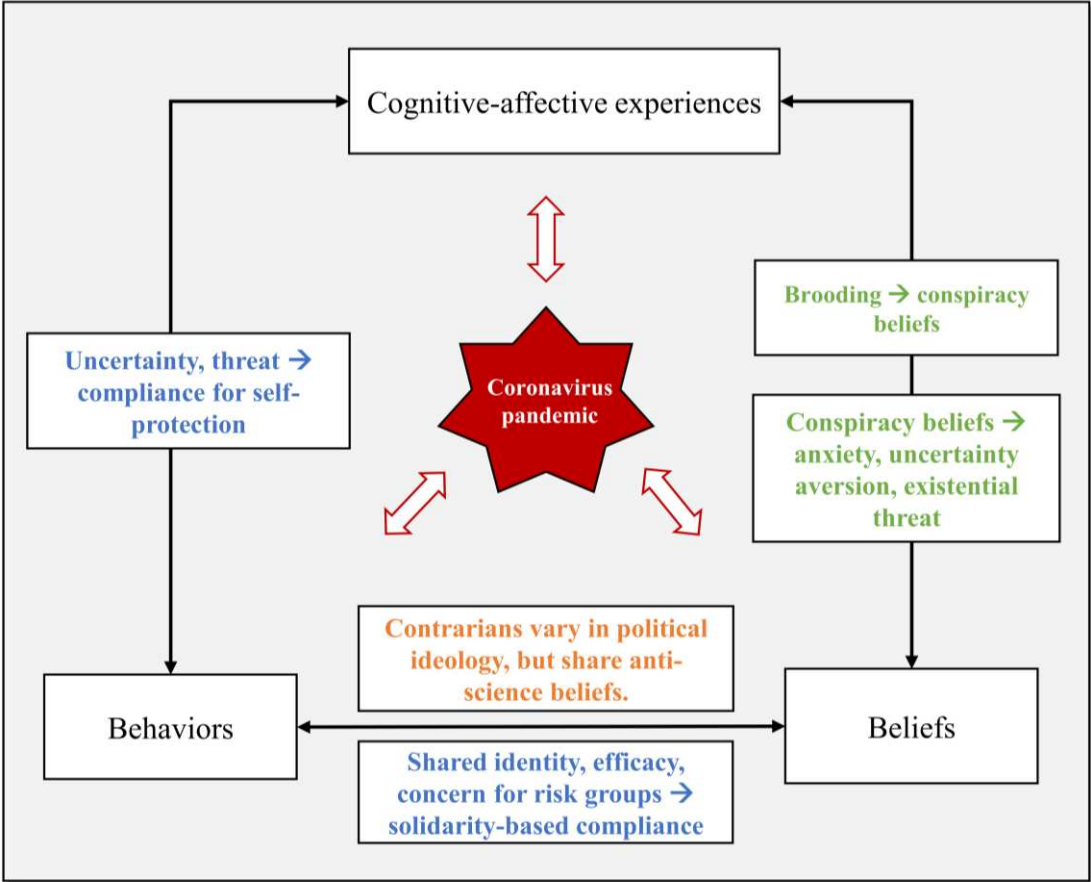 Cognitive-affective experiences
Brooding → conspiracy
beliefs
Uncertainty, threat →
compliance for self-
protection
Coronavirus
pandemic
Conspiracy beliefs →
anxiety, uncertainty
aversion, existential
threat
Contrarians vary in political
ideology, but share anti-
science beliefs.
Behaviors
Beliefs
Shared identity, efficacy,
concern for risk groups →
solidarity-based compliance